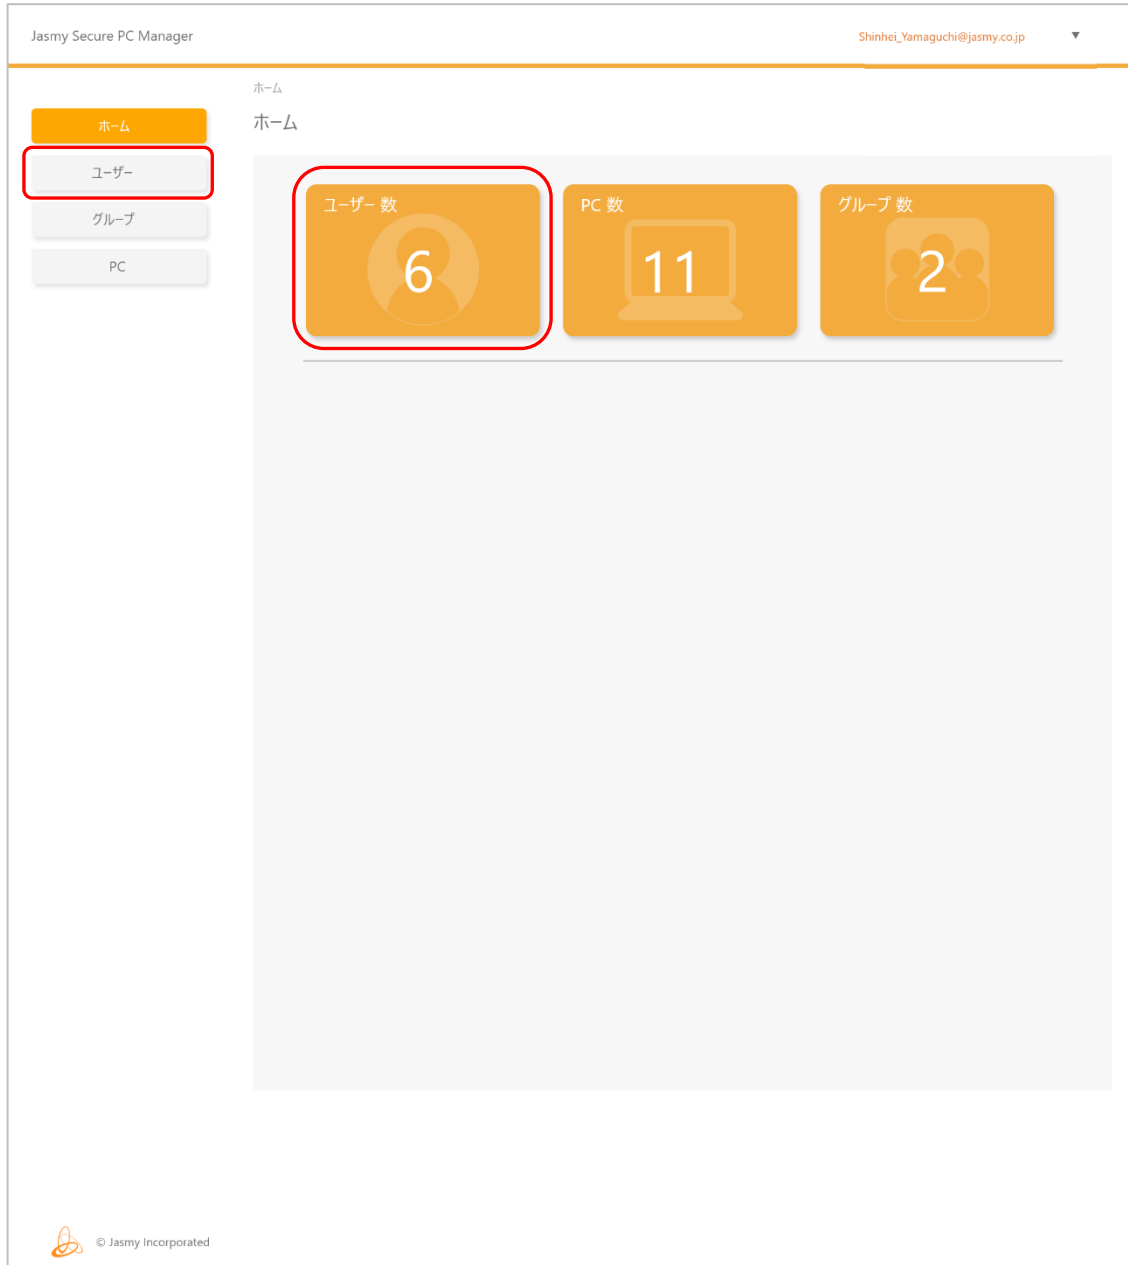 Jasmy Secure PC Manager
Shinhei_Yamaguchi@jasmy.co.jp ▼
ホーム
ホーム
ホーム
ユーザー
グループ
PC
ユーザー 数
6
PC 数
11
グループ 数
2
© Jasmy Incorporated